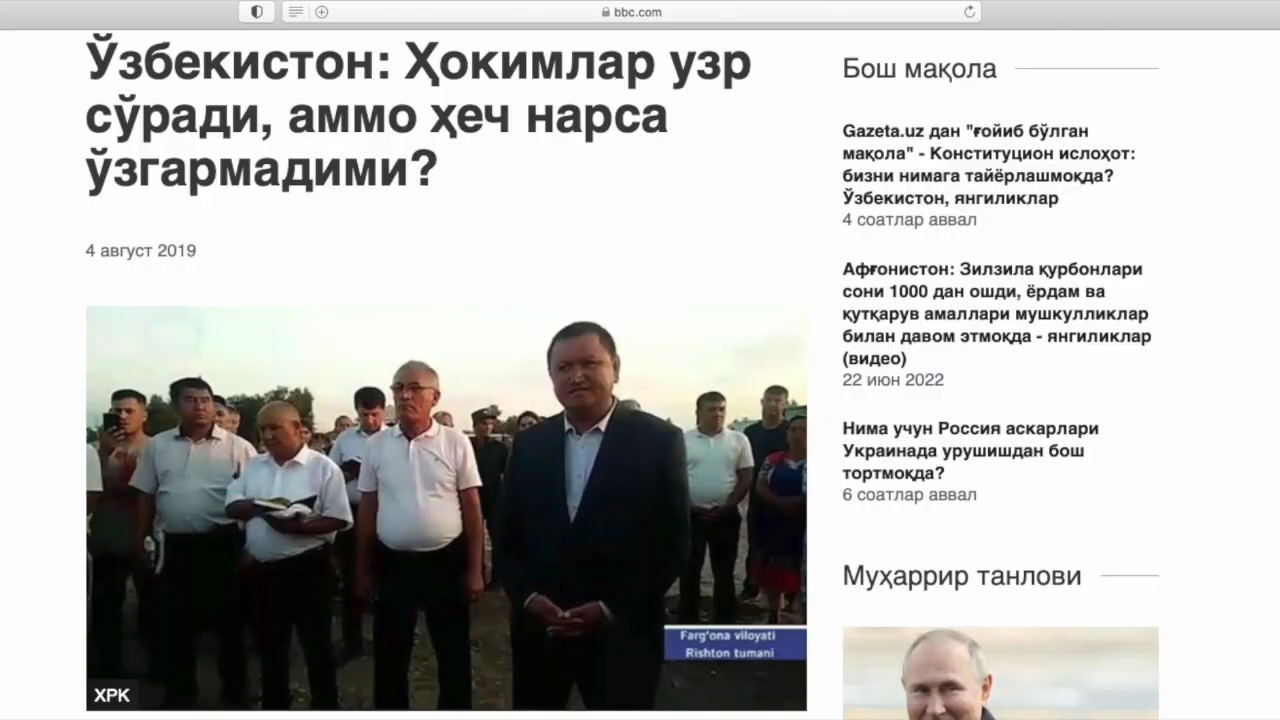 bbc.com
Ўзбекистон: Ҳокимлар узр
сўради, аммо ҳеч нарса
ўзгармадими?
4 август 2019
Farg'ona viloyati
Rishton tumani
ХРК
Бош мақола
Gazeta.uz дан "ғойиб бўлган
мақола" - Конституцион ислоҳот:
бизни нимага тайёрлашмоқда?
Ўзбекистон, янгиликлар
4 соатлар аввал
Афғонистон: Зилзила қурбонлари
сони 1000 дан ошди, ёрдам ва
қутқарув амаллари мушкулликлар
билан давом этмоқда - янгиликлар
(видео)
22 июн 2022
Нима учун Россия аскарлари
Украинада урушишдан бош
тортмоқда?
6 соатлар аввал
Муҳаррир танлови